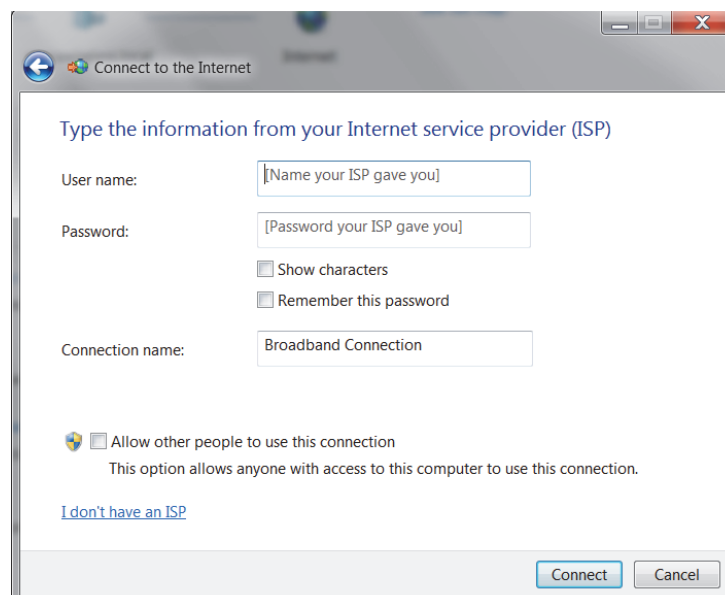 Connect to the Internet
Type the information from your Internet service provider (ISP)
User name:
[Name your ISP gave you]
Password:
[Password your ISP gave you]
Show characters
Remember this password
Connection name:
Broadband Connection
Allow other people to use this connection
This option allows anyone with access to this computer to use this connection.
I don't have an ISP
Connect
Cancel